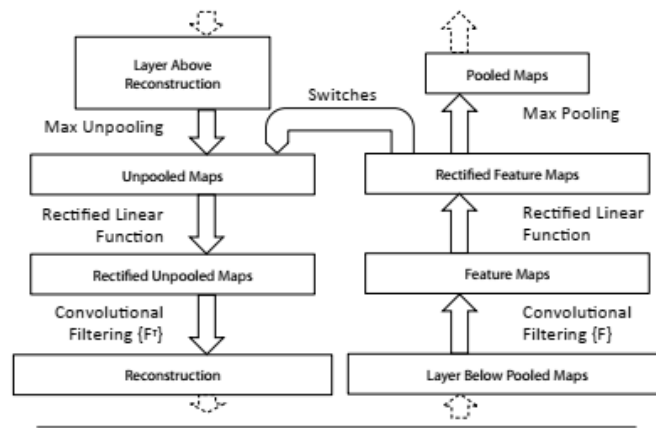 Layer Above
Reconstruction
Max Unpooling
Unpooled Maps
Rectified Linear
Function
Rectified Unpooled Maps
Convolutional
Filtering {Fᵀ}
Reconstruction
Switches
Pooled Maps
Max Pooling
Rectified Feature Maps
Rectified Linear
Function
Feature Maps
Convolutional
Filtering {F}
Layer Below Pooled Maps